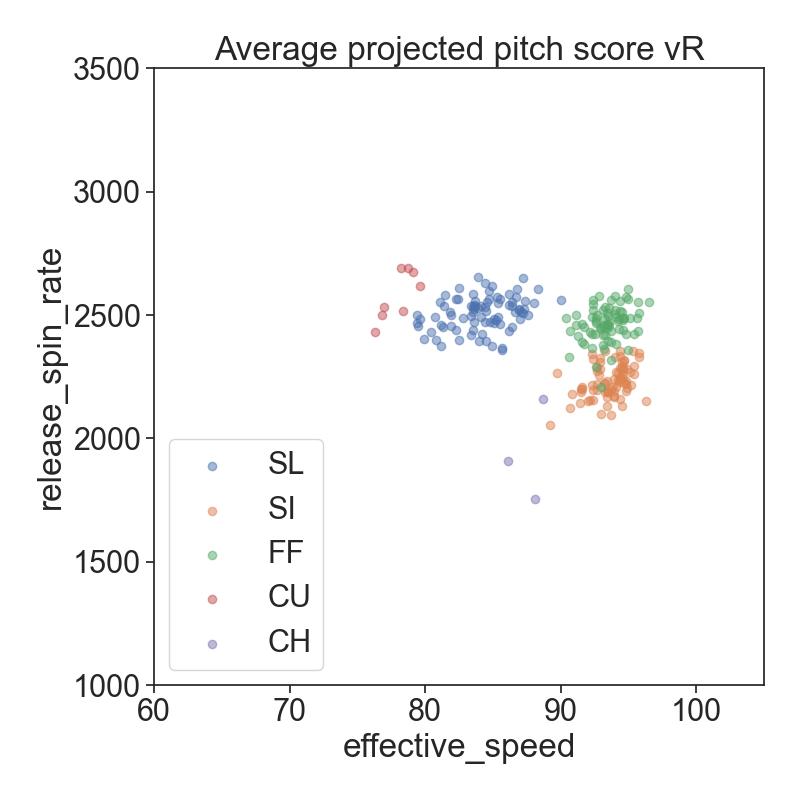 Average projected pitch score vR
3500
3000
2500
2000
1500
1000
release_spin_rate
SL
SI
FF
CU
CH
60 70 80 90 100
effective_speed